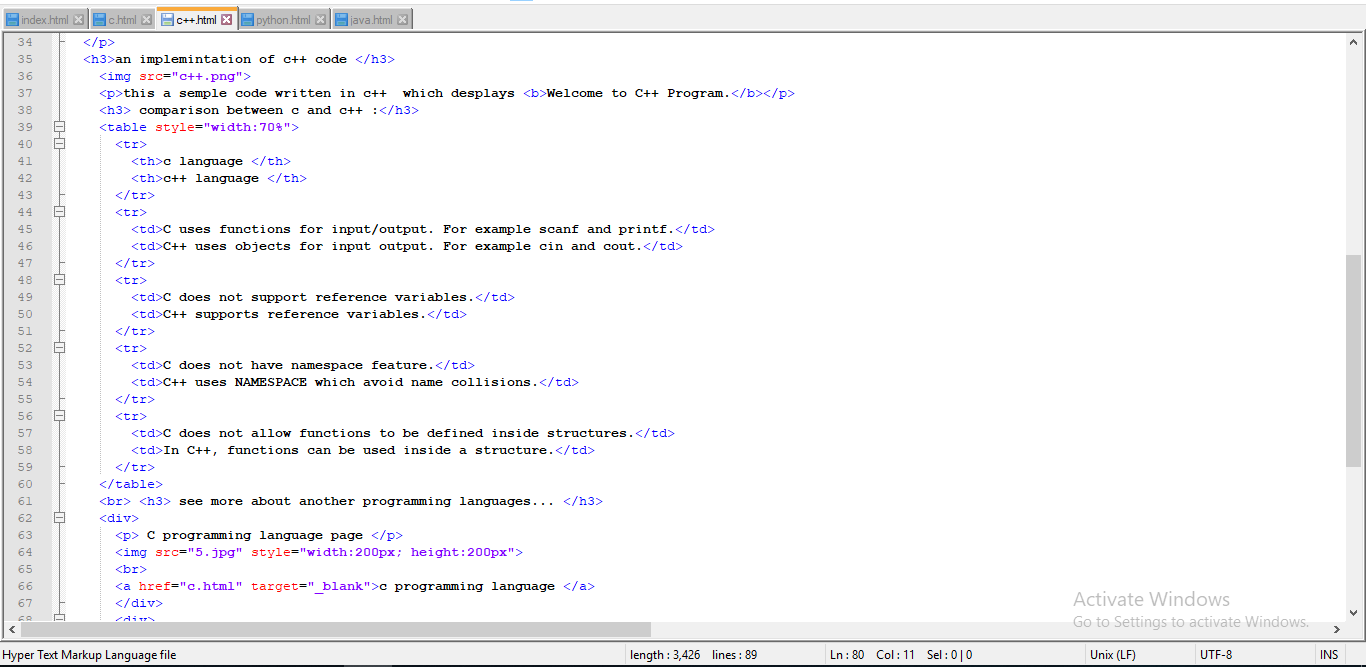 index.html c.html c++.html python.html java.html
34 </p>
35 <h3>an implemintation of c++ code </h3>
36 <img src="c++.png">
37 <p>this a semple code written in c++  which desplays <b>Welcome to C++ Program.</b></p>
38 <h3> comparison between c and c++ :</h3>
39 <table style="width:70%">
40 <tr>
41 <th>c language </th>
42 <th>c++ language </th>
43 </tr>
44 <tr>
45 <td>C uses functions for input/output. For example scanf and printf.</td>
46 <td>C++ uses objects for input output. For example cin and cout.</td>
47 </tr>
48 <tr>
49 <td>C does not support reference variables.</td>
50 <td>C++ supports reference variables.</td>
51 </tr>
52 <tr>
53 <td>C does not have namespace feature.</td>
54 <td>C++ uses NAMESPACE which avoid name collisions.</td>
55 </tr>
56 <tr>
57 <td>C does not allow functions to be defined inside structures.</td>
58 <td>In C++, functions can be used inside a structure.</td>
59 </tr>
60 </table>
61 <br> <h3> see more about another programming languages... </h3>
62 <div>
63 <p> C programming language page </p>
64 <img src="5.jpg" style="width:200px; height:200px">
65 <br>
66 <a href="c.html" target="_blank">c programming language </a>
67 </div>
68 <div>
Activate Windows
Go to Settings to activate Windows.
Hyper Text Markup Language file length : 3,426 lines : 89 Ln : 80 Col : 11 Sel : 0 | 0 Unix (LF) UTF-8 INS